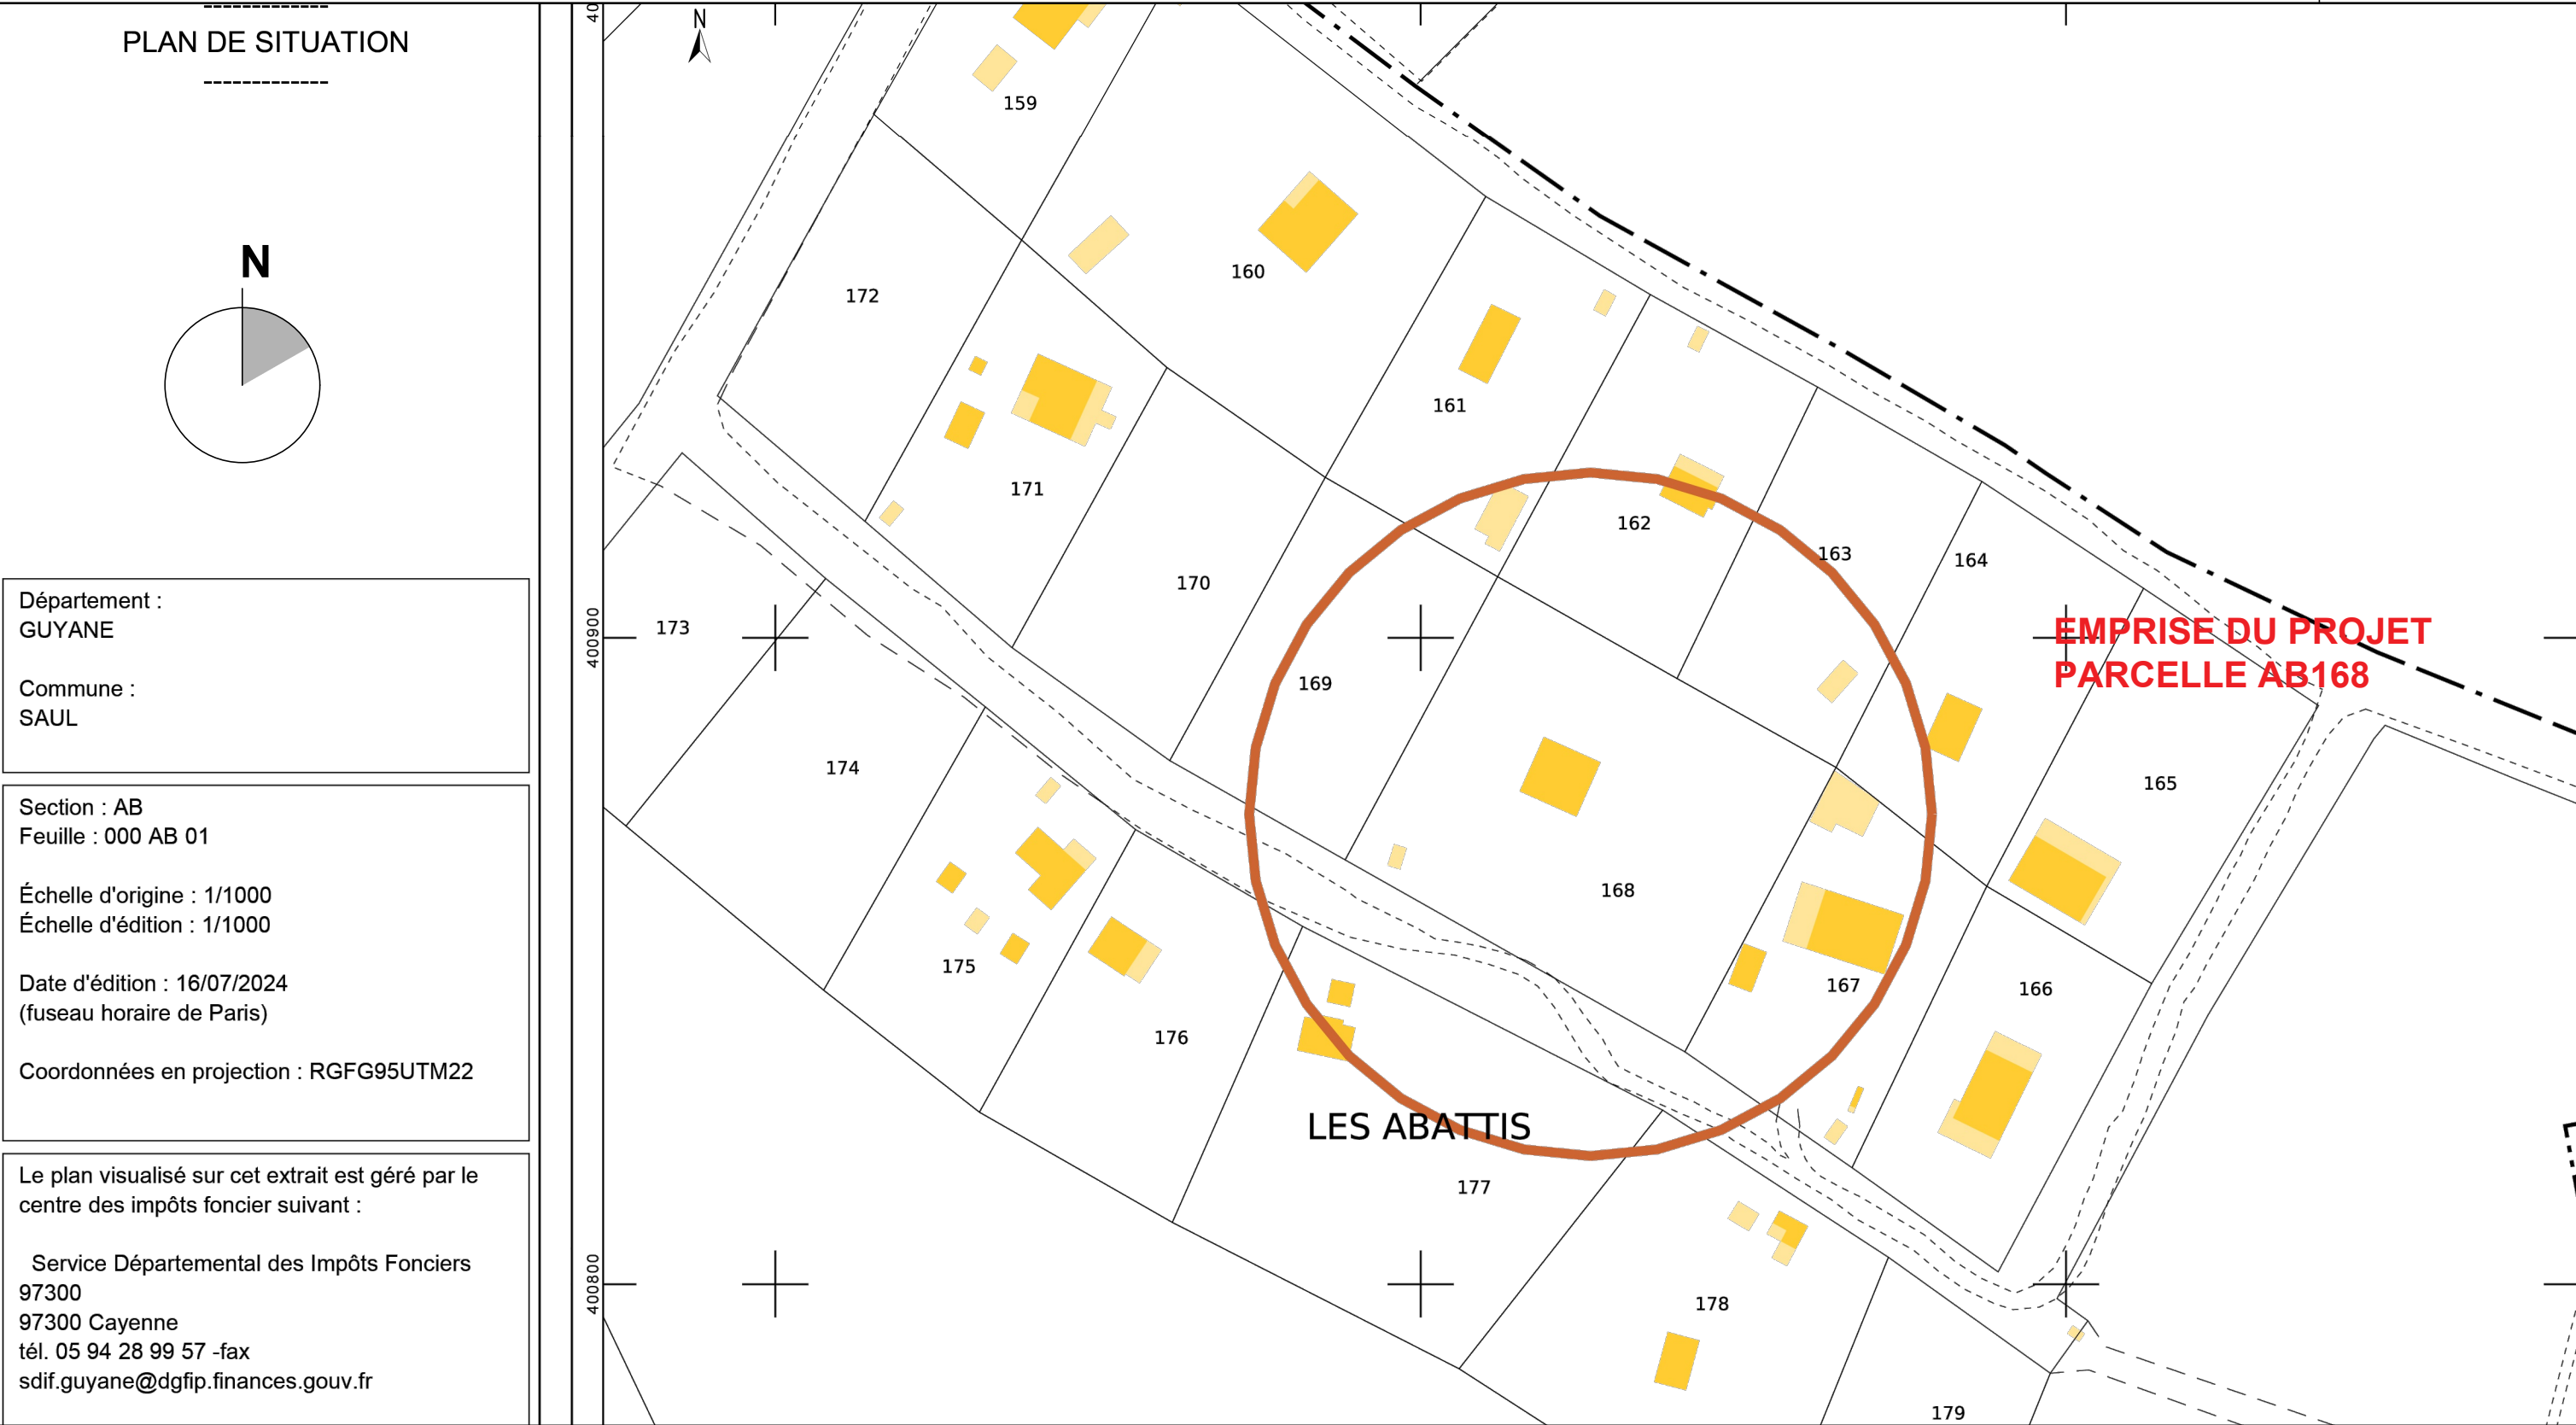 PLAN DE SITUATION
N
Département :
GUYANE
Commune :
SAUL
Section : AB
Feuille : 000 AB 01
Échelle d'origine : 1/1000
Échelle d'édition : 1/1000
Date d'édition : 16/07/2024
(fuseau horaire de Paris)
Coordonnées en projection : RGFG95UTM22
Le plan visualisé sur cet extrait est géré par le
centre des impôts foncier suivant :
Service Départemental des Impôts Fonciers
97300
97300 Cayenne
tél. 05 94 28 99 57 -fax
sdif.guyane@dgfip.finances.gouv.fr
N
400900
400800
159
172
160
161
171
162
163
164
170
173
169
EMPRISE DU PROJET
PARCELLE AB168
174
165
168
175
167
166
176
LES ABATTIS
177
178
179